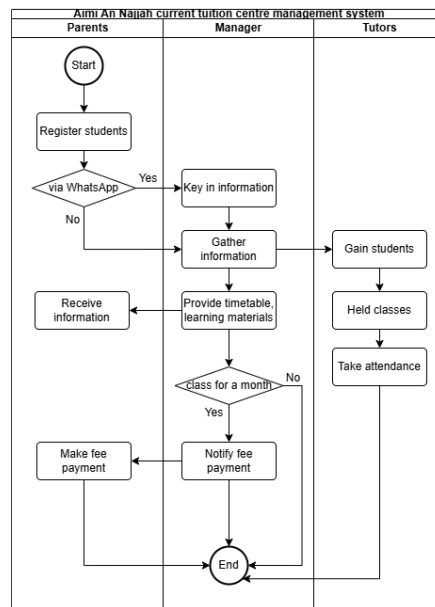 Aimi An Najjah current tuition centre management system
Parents
Manager
Tutors
Start
Register students
via WhatsApp
Yes
Key in information
No
Gather
information
Gain students
Receive
information
Provide timetable,
learning materials
Held classes
Take attendance
class for a month
No
Yes
Make fee
payment
Notify fee
payment
End